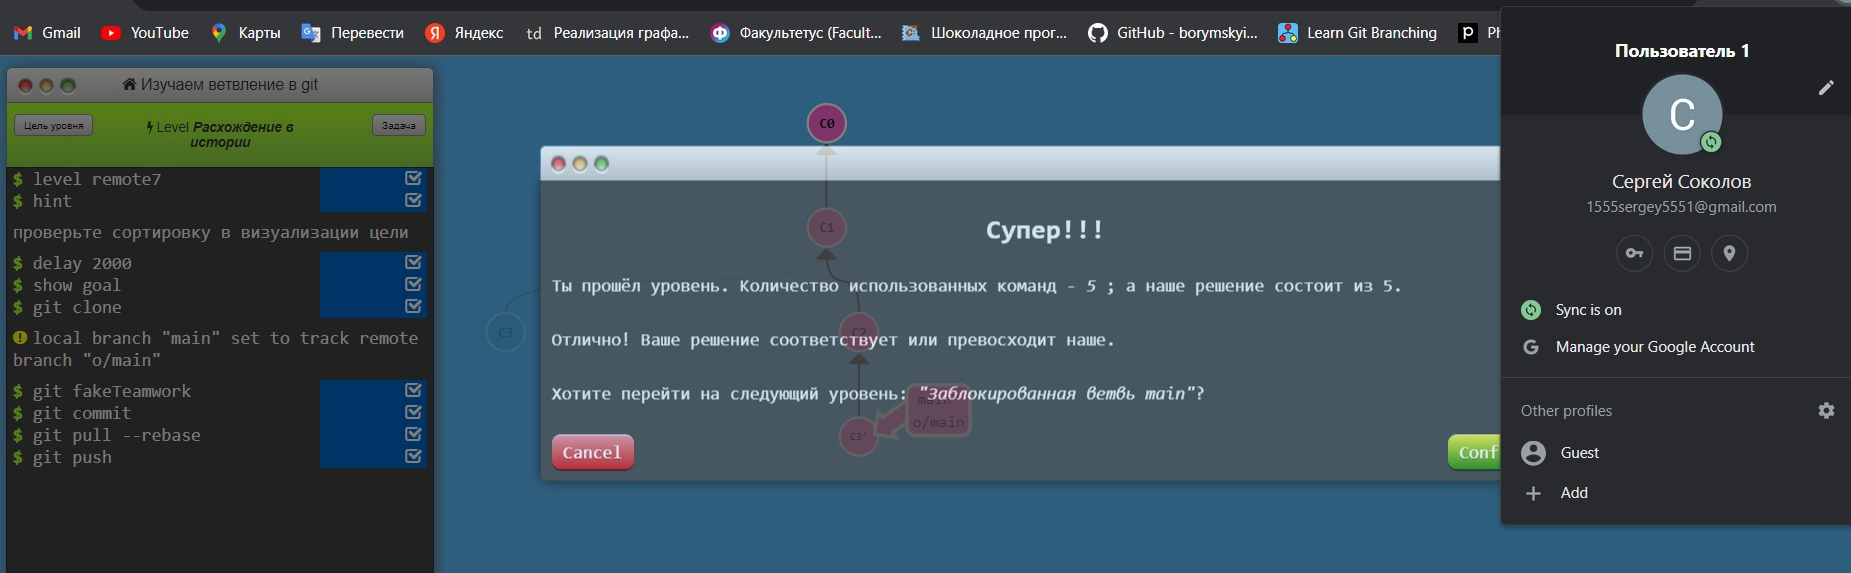 Gmail
YouTube
Карты
Перевести
Яндекс
td Реализация графа...
Факультетус (Facult...
Шоколадное прог...
GitHub - borymskyi...
Learn Git Branching
Изучаем ветвление в git
Цель уровня
Level Расхождение в
истории
Задача
$ level remote7
$ hint
проверьте сортировку в визуализации цели
$ delay 2000
$ show goal
$ git clone
local branch "main" set to track remote
branch "o/main"
$ git fakeTeamwork
$ git commit
$ git pull --rebase
$ git push
C0
C1
C3
C2
C3'
main
o/main
Супер!!!
Ты прошёл уровень. Количество использованных команд - 5 ; а наше решение состоит из 5.
Отлично! Ваше решение соответствует или превосходит наше.
Хотите перейти на следующий уровень: "Заблокированная ветвь main"?
Cancel
Conf
Пользователь 1
С
Сергей Соколов
1555sergey5551@gmail.com
Sync is on
Manage your Google Account
Other profiles
Guest
Add